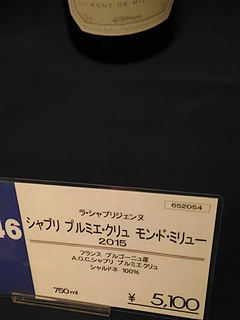 MONT DE MIL
652054
ラ・シャブリジェンヌ
46
シャブリ プルミエ・クリュ モンド・ミリュー
2015
フランス ブルゴーニュ産
A.O.C.シャブリ プルミエクリュ
シャルドネ 100%
750ml
¥ 5,100